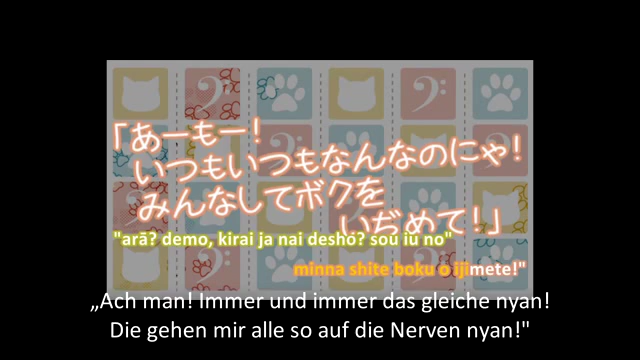 「あーもー!
いつもいつもなんなのにゃ!
みんなしてボクを
いぢめて!」
"arā? demo, kirai ja nai desho? sou iu no"
minna shite boku o ijimete!"
„Ach man! Immer und immer das gleiche nyan!
Die gehen mir alle so auf die Nerven nyan!"